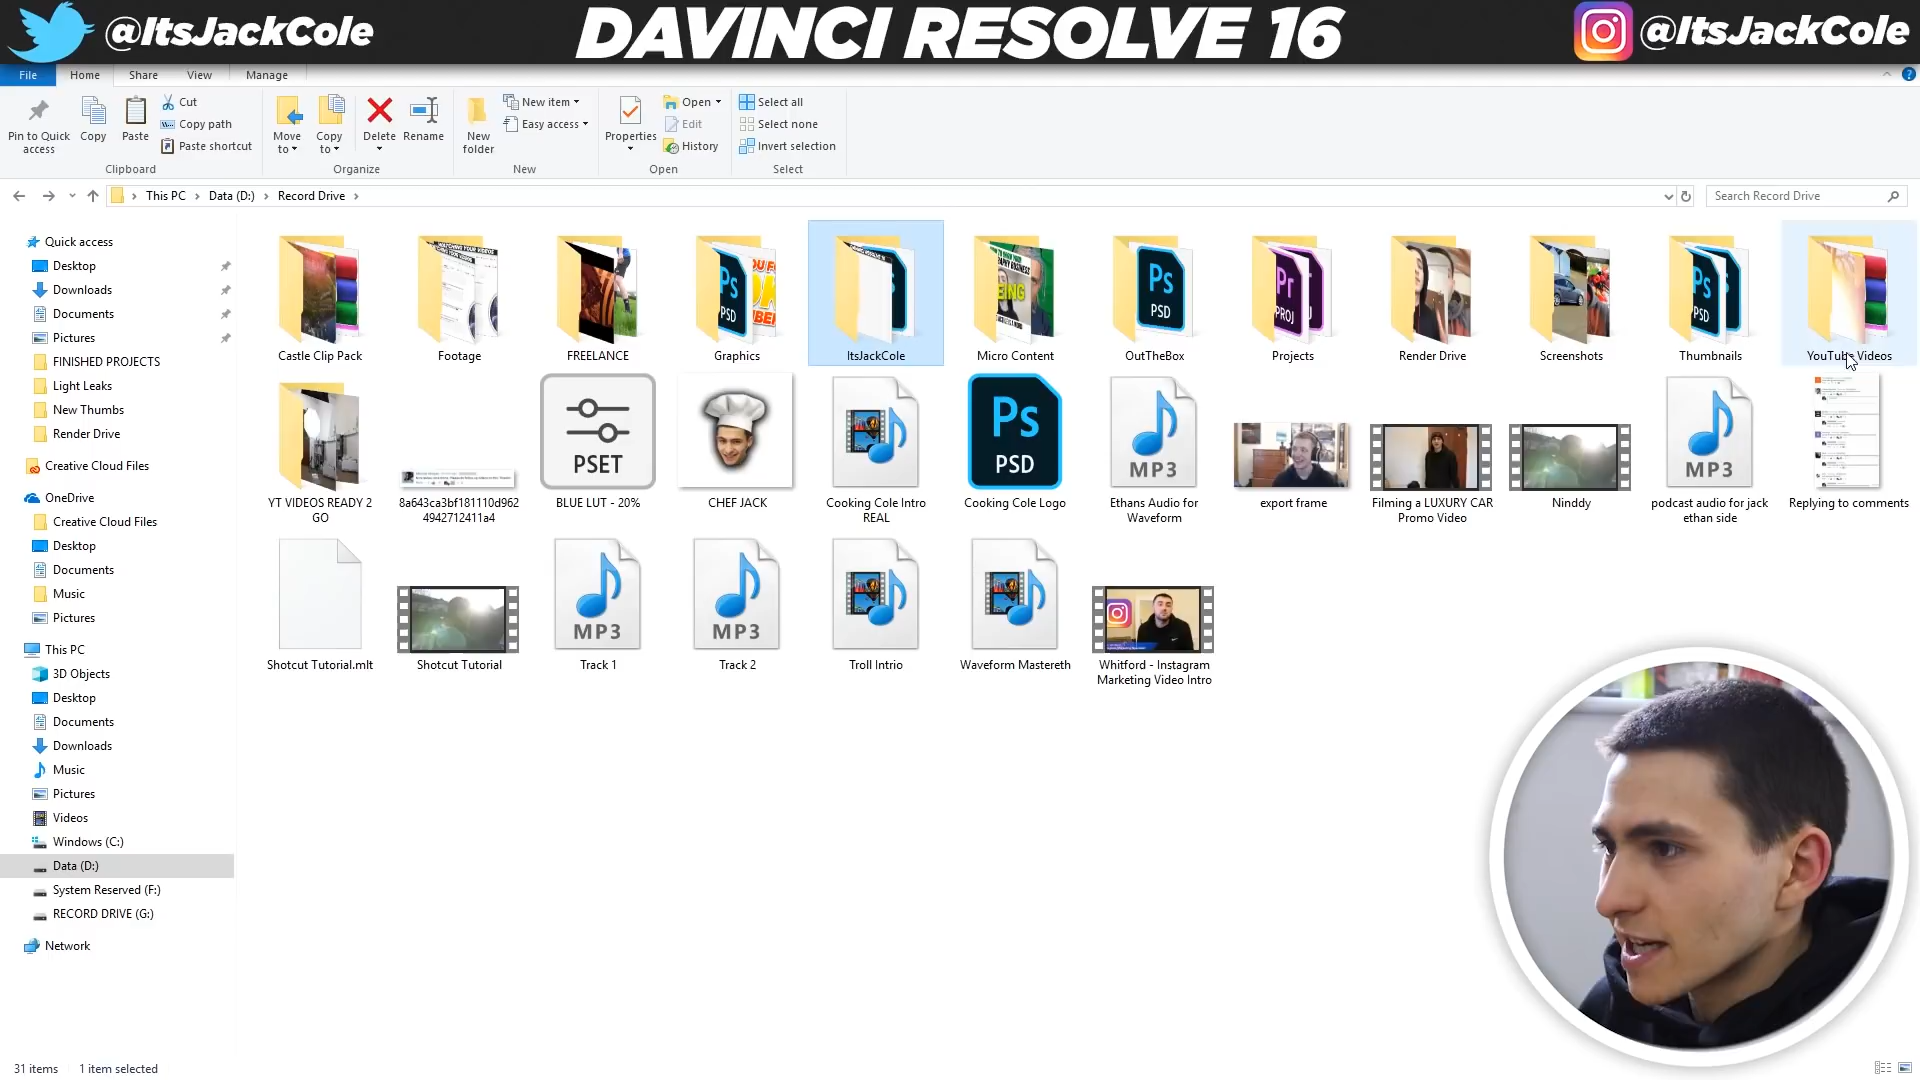 @ItsJackCole
DAVINCI RESOLVE 16
@ItsJackCole
File Home Share View Manage
Pin to Quick access
Copy
Paste
Cut
Copy path
Paste shortcut
Clipboard
Move to
Copy to
Delete
Rename
Organize
New folder
New item
Easy access
New
Properties
Open
Edit
History
Open
Select all
Select none
Invert selection
Select
This PC > Data (D:) > Record Drive >
Search Record Drive
Quick access
Desktop
Downloads
Documents
Pictures
FINISHED PROJECTS
Light Leaks
New Thumbs
Render Drive
Creative Cloud Files
OneDrive
Creative Cloud Files
Desktop
Documents
Music
Pictures
This PC
3D Objects
Desktop
Documents
Downloads
Music
Pictures
Videos
Windows (C:)
Data (D:)
System Reserved (F:)
RECORD DRIVE (G:)
Network
Castle Clip Pack
Footage
FREELANCE
Graphics
ItsJackCole
Micro Content
OutTheBox
Projects
Render Drive
Screenshots
Thumbnails
YouTube Videos
YT VIDEOS READY 2
GO
8a643ca3bf181110d962
4942712411a4
PSET
BLUE LUT - 20%
CHEF JACK
Cooking Cole Intro
REAL
Ps
PSD
Cooking Cole Logo
MP3
Ethans Audio for
Waveform
export frame
Filming a LUXURY CAR
Promo Video
Ninddy
MP3
podcast audio for jack
ethan side
Replying to comments
Shotcut Tutorial.mlt
Shotcut Tutorial
MP3
Track 1
MP3
Track 2
Troll Intrio
Waveform Mastereth
Whitford - Instagram
Marketing Video Intro
31 items 1 item selected